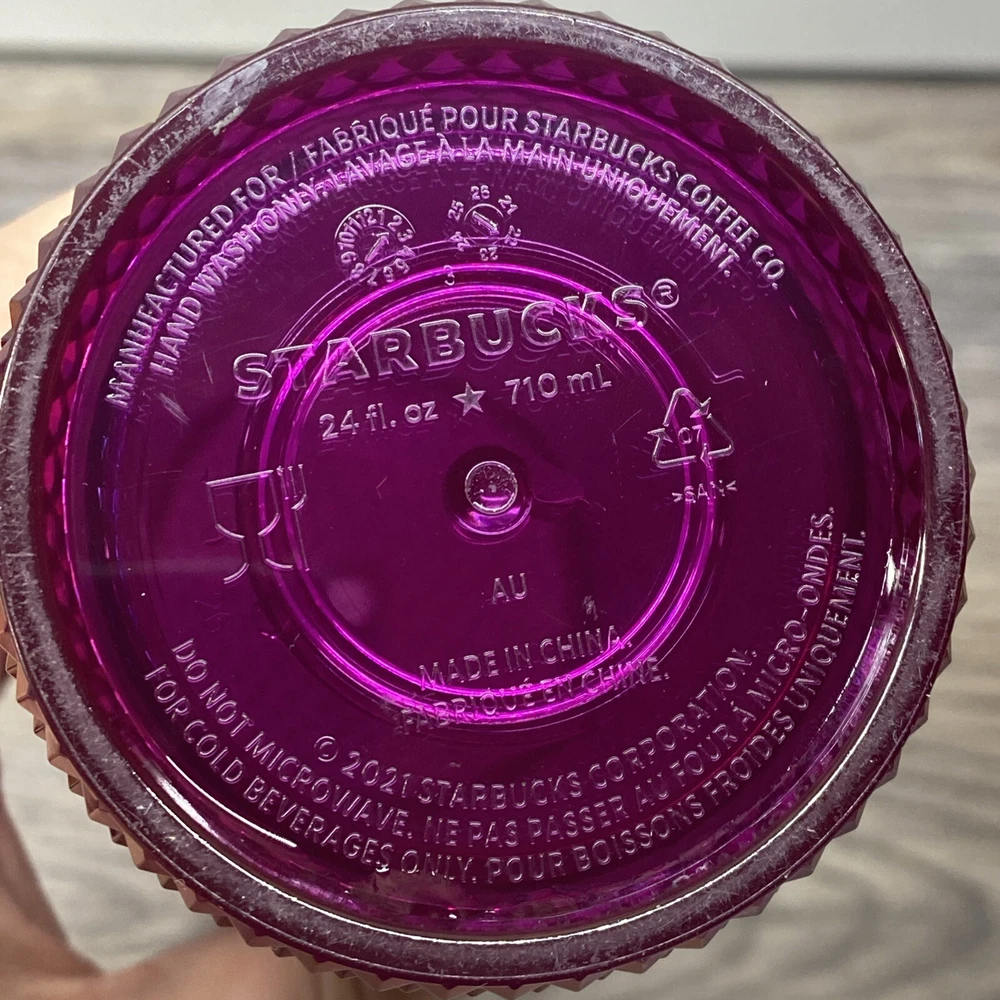 MANUFACTURED FOR / FABRIQUÉ POUR STARBUCKS COFFEE CO.
HAND WASH ONLY. LAVAGE À LA MAIN UNIQUEMENT.
STARBUCKS®
24 fl. oz ★ 710 mL
07
>SAN<
AU
MADE IN CHINA.
FABRIQUÉ EN CHINE.
© 2021 STARBUCKS CORPORATION.
DO NOT MICROWAVE. NE PAS PASSER AU FOUR À MICRO-ONDES.
FOR COLD BEVERAGES ONLY. POUR BOISSONS FROIDES UNIQUEMENT.